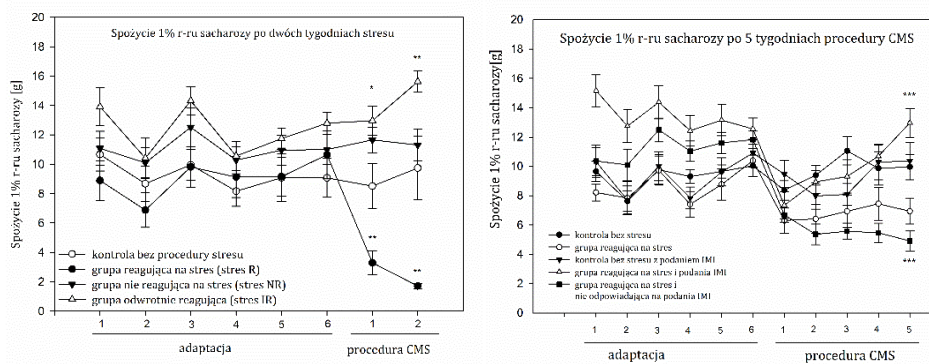 Spożycie 1% r-ru sacharozy po dwóch tygodniach stresu
Spożycie 1% r-ru sacharozy [g]
20
18
16
14
12
10
8
6
4
2
0
*
**
**
**
kontrola bez procedury stresu
grupa reagująca na stres (stres R)
grupa nie reagująca na stres (stres NR)
grupa odwrotnie reagująca (stres IR)
1 2 3 4 5 6 1 2
adaptacja procedura CMS
Spożycie 1% r-ru sacharozy po 5 tygodniach procedury CMS
Spożycie 1% r-ru sacharozy[g]
20
18
16
14
12
10
8
6
4
2
0
***
***
kontrola bez stresu
grupa reagująca na stres
kontrola bez stresu z podaniem IMI
grupa reagująca na stres i podania IMI
grupa reagująca na stres i
nie odpowiadająca na podania IMI
1 2 3 4 5 6 1 2 3 4 5
adaptacja procedura CMS